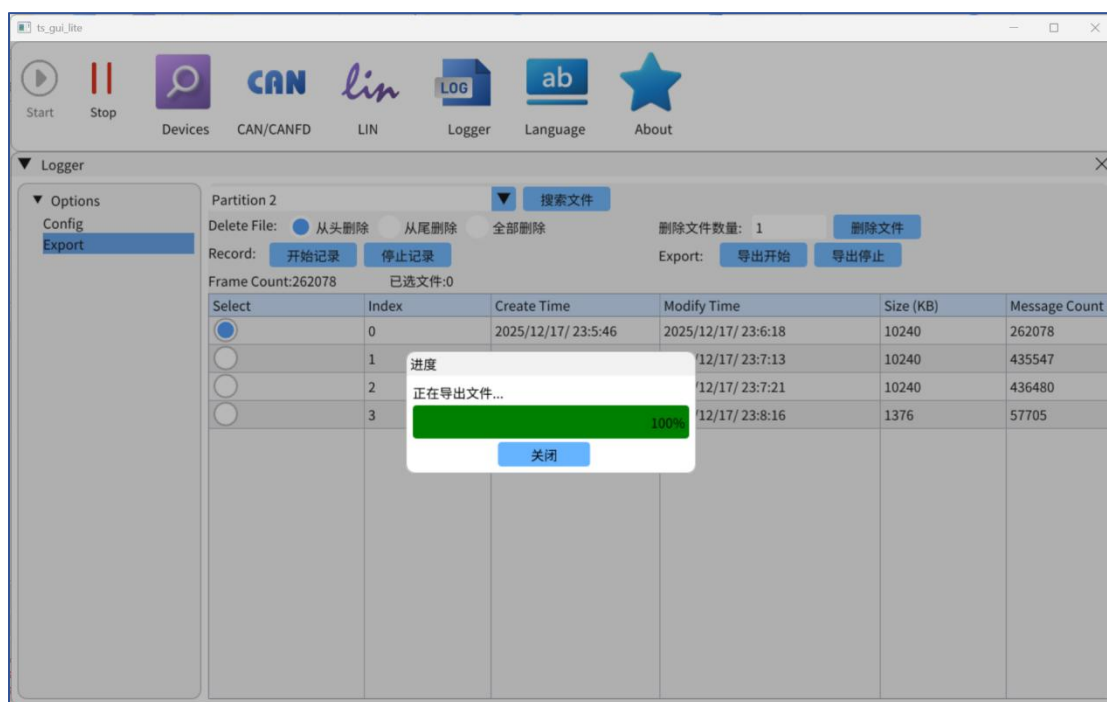 ts_gui_lite
CAN lin LOG ab
Start Stop Devices CAN/CANFD LIN Logger Language About
Logger
Options
Config
Export
Partition 2 搜索文件
Delete File: 从头删除 从尾删除 全部删除 删除文件数量: 1 删除文件
Record: 开始记录 停止记录 Export: 导出开始 导出停止
Frame Count:262078 已选文件:0
Select Index Create Time Modify Time Size (KB) Message Count
0 2025/12/17/ 23:5:46 2025/12/17/ 23:6:18 10240 262078
1 /12/17/ 23:7:13 10240 435547
2 /12/17/ 23:7:21 10240 436480
3 /12/17/ 23:8:16 1376 57705
进度
正在导出文件...
100%
关闭